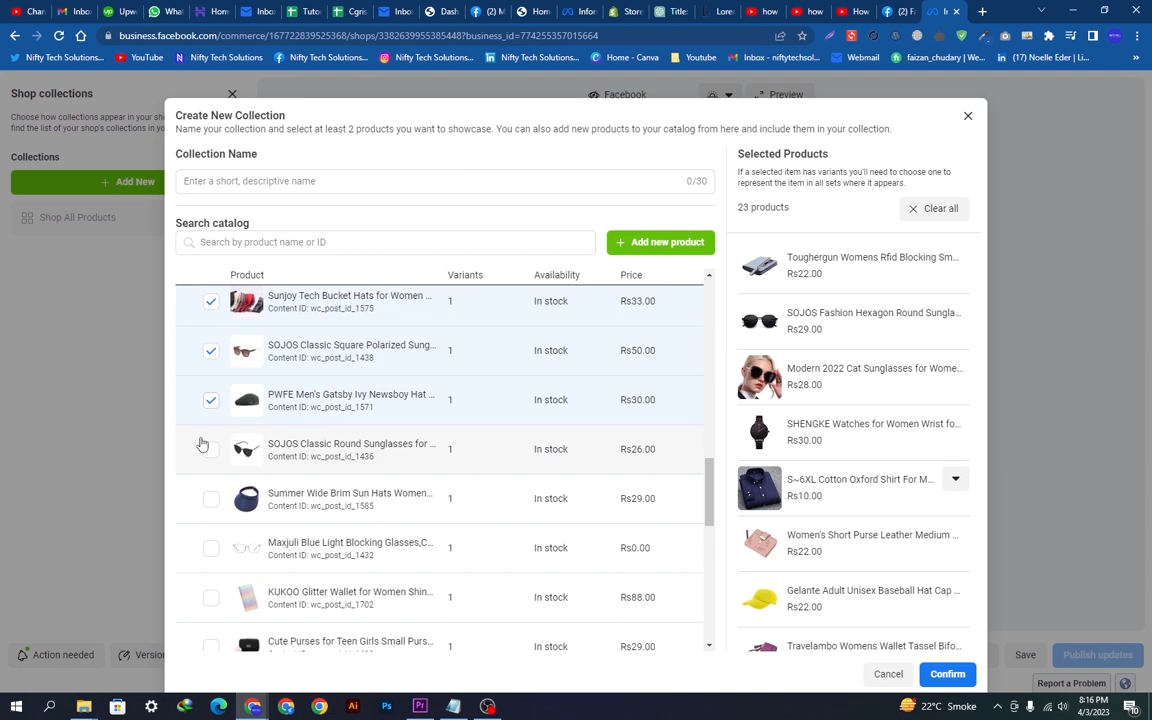 Char
Inbo
Upw
What
Hom
Inbo
Tuto
Cgris
Inbo
Dash
(2) M
Hom
Infor
Store
Title:
Lore
how
how
How
(2) F
In
business.facebook.com/commerce/167722839525368/shops/3382639955385448?business_id=774255357015664
Nifty Tech Solutions...
YouTube
Nifty Tech Solutions
Nifty Tech Solutions...
Nifty Tech Solutions...
Nifty Tech Solutions...
Home - Canva
Youtube
Inbox - niftytechsol...
Webmail
faizan_chudary | We...
(17) Noelle Eder | Li...
»
Shop collections
Choose how collections appear in your sh
find the list of your shop's collections in yo
Collections
+ Add New
Shop All Products
Facebook
Preview
Create New Collection
Name your collection and select at least 2 products you want to showcase. You can also add new products to your catalog from here and include them in your collection.
Collection Name
Enter a short, descriptive name
0/30
Search catalog
Search by product name or ID
+ Add new product
Product
Variants
Availability
Price
Sunjoy Tech Bucket Hats for Women ...
Content ID: wc_post_id_1575
1
In stock
Rs33.00
SOJOS Classic Square Polarized Sung...
Content ID: wc_post_id_1438
1
In stock
Rs50.00
PWFE Men's Gatsby Ivy Newsboy Hat ...
Content ID: wc_post_id_1571
1
In stock
Rs30.00
SOJOS Classic Round Sunglasses for ...
Content ID: wc_post_id_1436
1
In stock
Rs26.00
Summer Wide Brim Sun Hats Women...
Content ID: wc_post_id_1585
1
In stock
Rs29.00
Maxjuli Blue Light Blocking Glasses,C...
Content ID: wc_post_id_1432
1
In stock
Rs0.00
KUKOO Glitter Wallet for Women Shin...
Content ID: wc_post_id_1702
1
In stock
Rs88.00
Cute Purses for Teen Girls Small Purs...
1
In stock
Rs29.00
Selected Products
If a selected item has variants you'll need to choose one to
represent the item in all sets where it appears.
23 products
Clear all
Toughergun Womens Rfid Blocking Sm...
Rs22.00
SOJOS Fashion Hexagon Round Sungla...
Rs29.00
Modern 2022 Cat Sunglasses for Wome...
Rs28.00
SHENGKE Watches for Women Wrist fo...
Rs30.00
S~6XL Cotton Oxford Shirt For M...
Rs10.00
Women's Short Purse Leather Medium ...
Rs22.00
Gelante Adult Unisex Baseball Hat Cap ...
Rs22.00
Travelambo Womens Wallet Tassel Bifo...
Cancel
Confirm
Action needed
Version
Save
Publish updates
Report a Problem
22°C Smoke
8:16 PM
4/3/2023
10